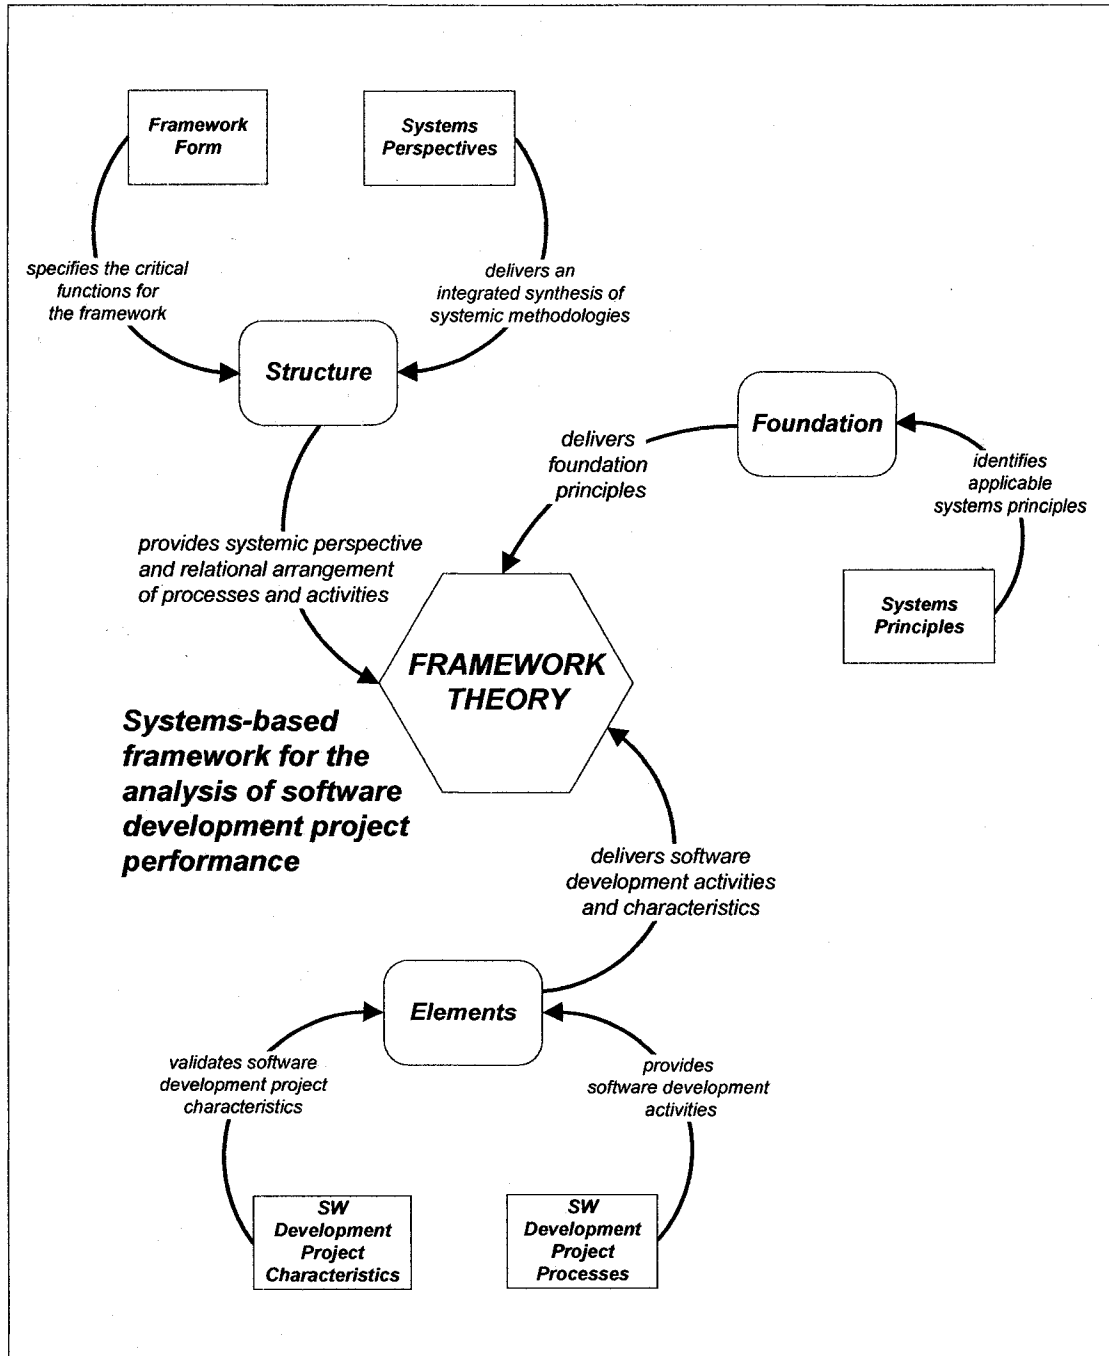 Framework
Form
Systems
Perspectives
specifies the critical
functions for
the framework
delivers an
integrated synthesis of
systemic methodologies
Structure
Foundation
delivers
foundation
principles
identifies
applicable
systems principles
provides systemic perspective
and relational arrangement
of processes and activities
Systems
Principles
FRAMEWORK
THEORY
Systems-based
framework for the
analysis of software
development project
performance
delivers software
development activities
and characteristics
Elements
validates software
development project
characteristics
provides
software development
activities
SW
Development
Project
Characteristics
SW
Development
Project
Processes